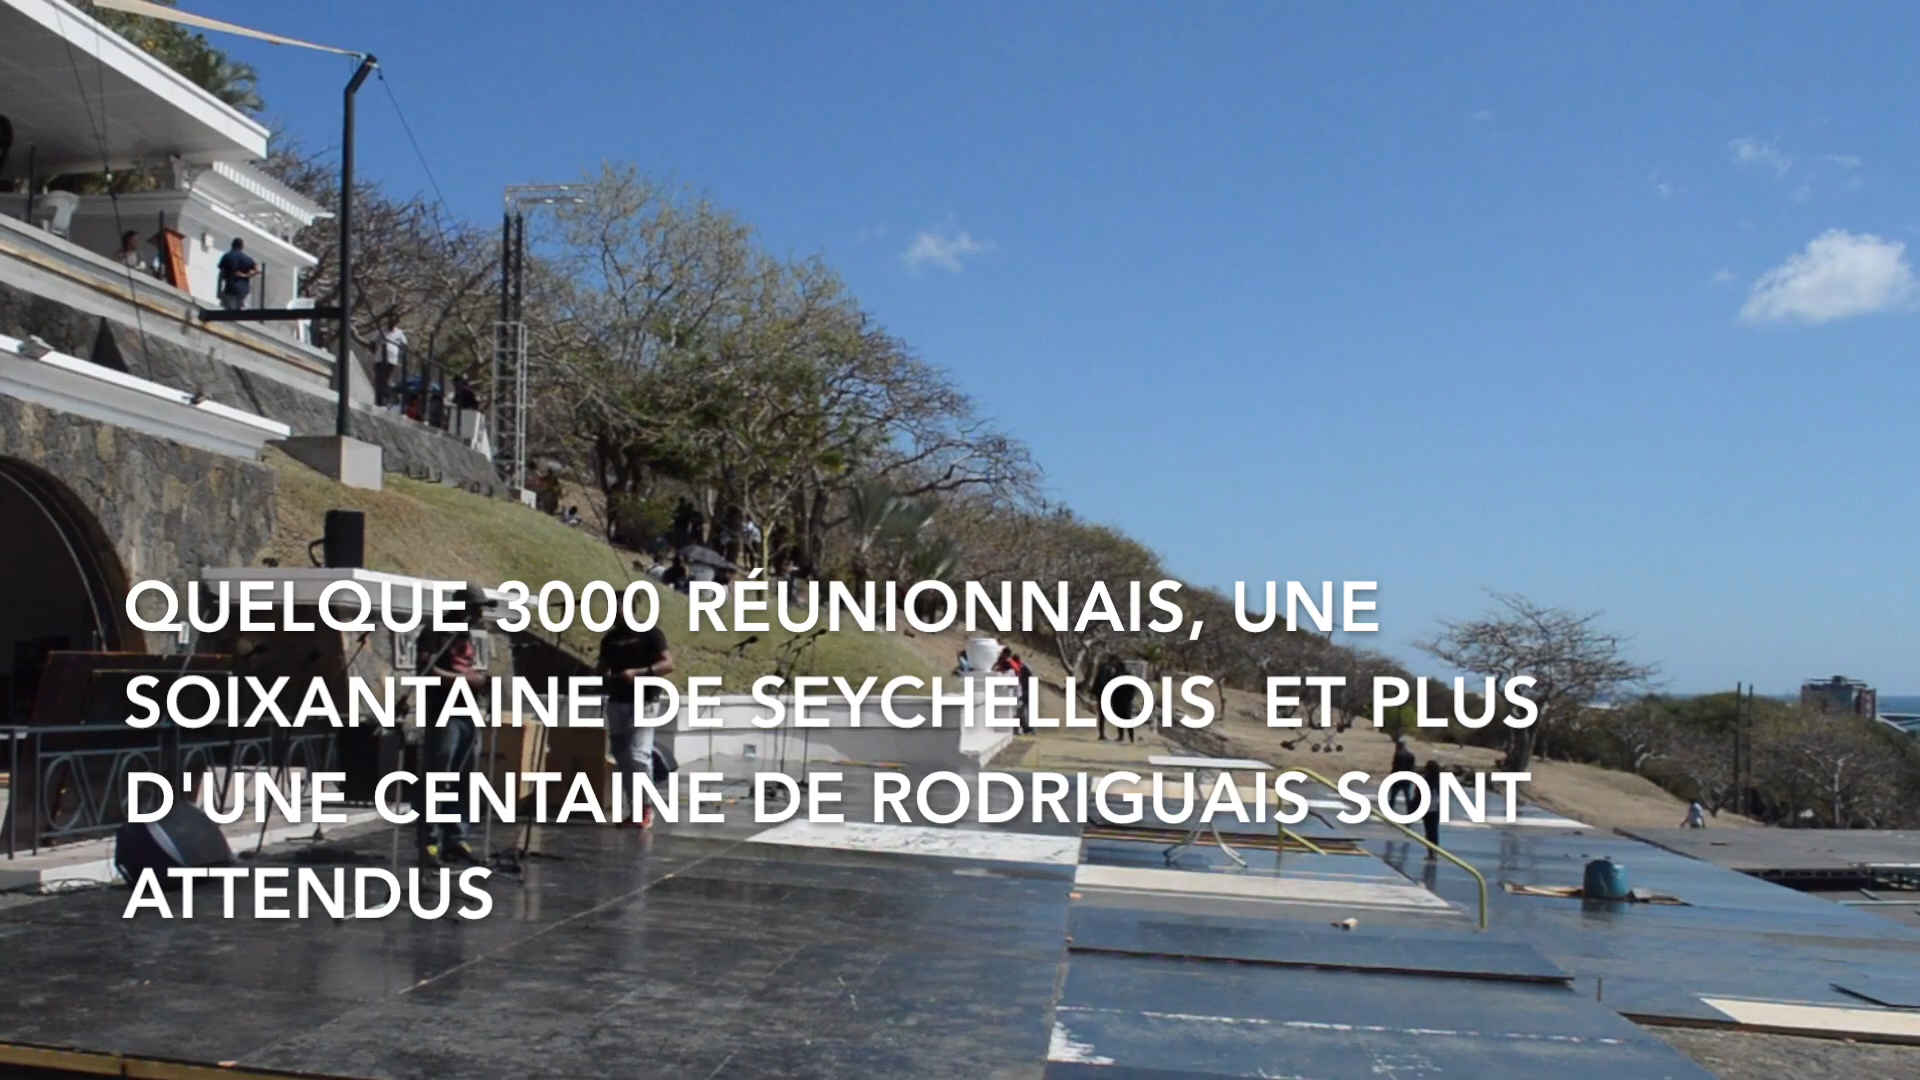 QUELQUE 3000 RÉUNIONNAIS, UNE
SOIXANTAINE DE SEYCHELLOIS  ET PLUS
D'UNE CENTAINE DE RODRIGUAIS SONT
ATTENDUS